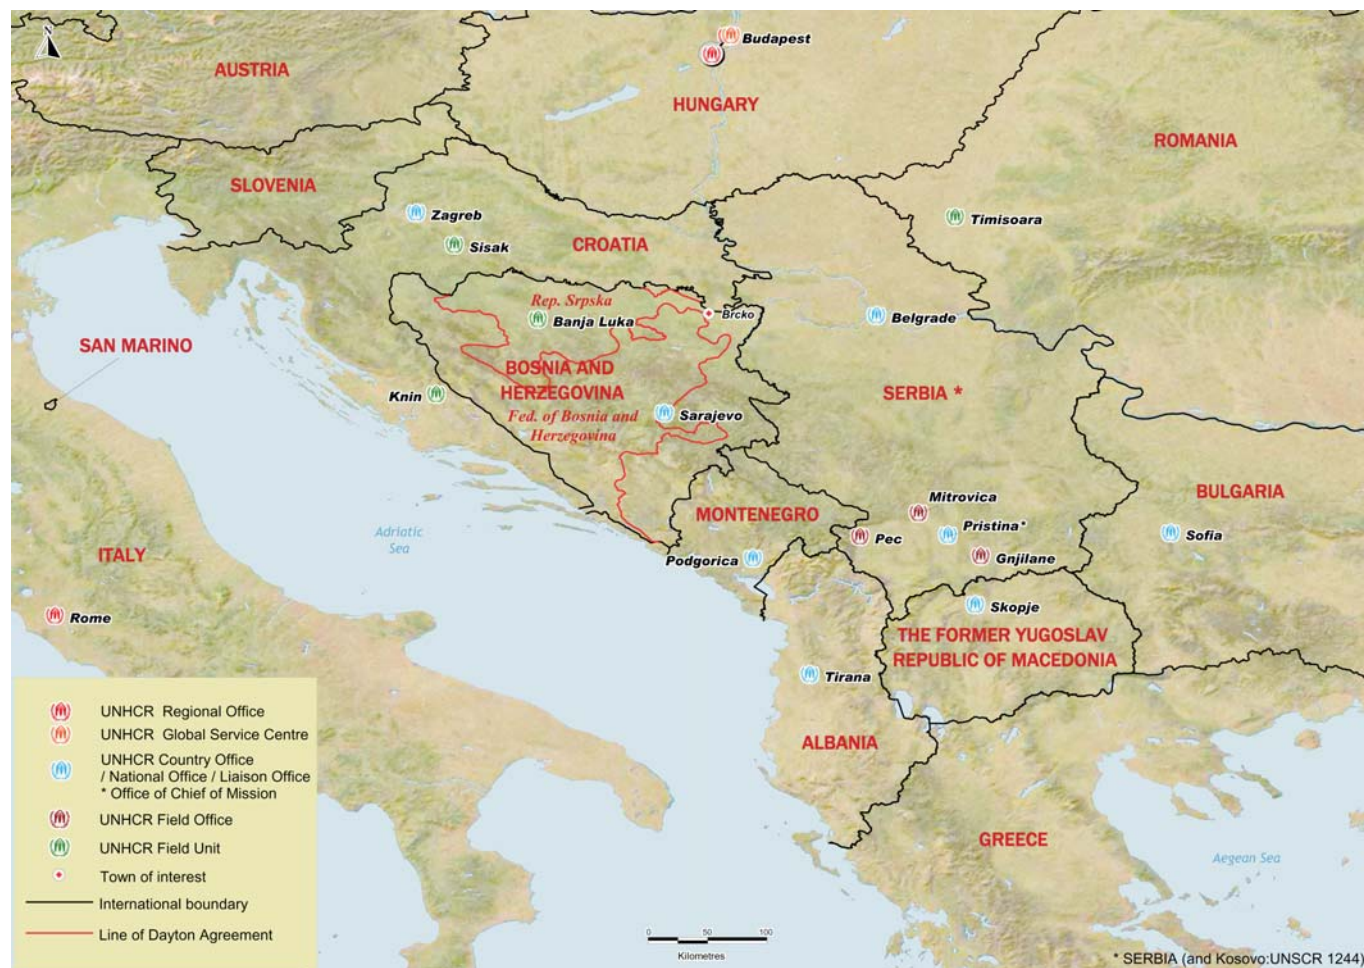 N
Budapest
AUSTRIA
HUNGARY
ROMANIA
SLOVENIA
Zagreb
Timisoara
Sisak
CROATIA
Rep. Srpska
Brcko
Banja Luka
Belgrade
SAN MARINO
BOSNIA AND
HERZEGOVINA
SERBIA *
Knin
Fed. of Bosnia and
Herzegovina
Sarajevo
BULGARIA
Mitrovica
MONTENEGRO
Pristina*
Adriatic
Sea
Pec
Sofia
ITALY
Podgorica
Gnjilane
Skopje
Rome
THE FORMER YUGOSLAV
REPUBLIC OF MACEDONIA
Tirana
ALBANIA
GREECE
Aegean Sea
UNHCR Regional Office
UNHCR Global Service Centre
UNHCR Country Office
/ National Office / Liaison Office
* Office of Chief of Mission
UNHCR Field Office
UNHCR Field Unit
Town of interest
International boundary
Line of Dayton Agreement
0 50 100
Kilometres
* SERBIA (and Kosovo:UNSCR 1244)